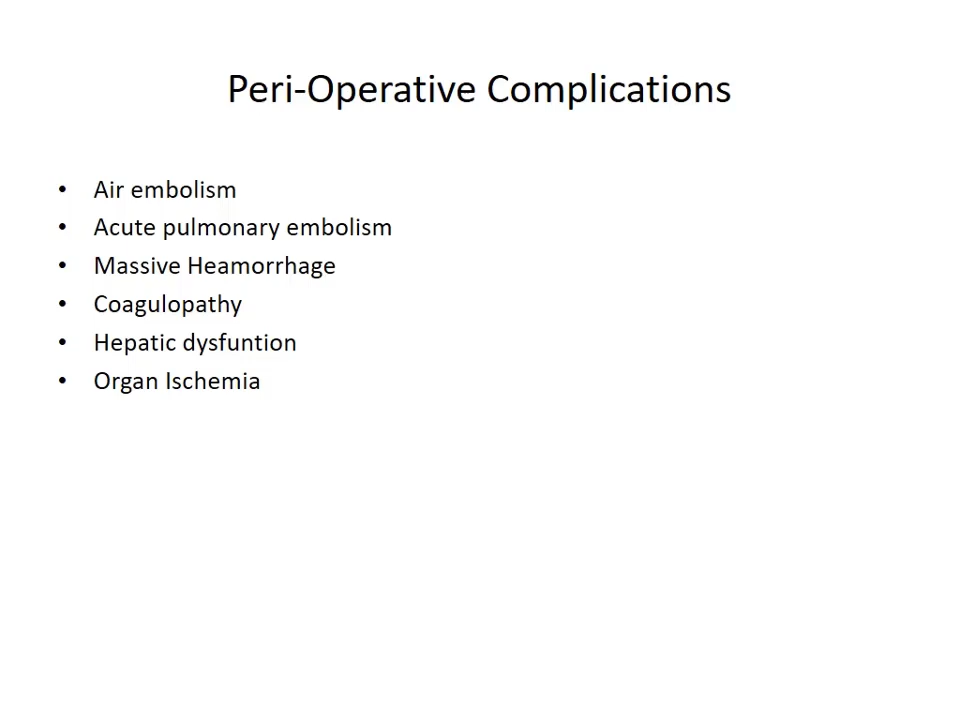 Peri-Operative Complications
• Air embolism
• Acute pulmonary embolism
• Massive Heamorrhage
• Coagulopathy
• Hepatic dysfuntion
• Organ Ischemia